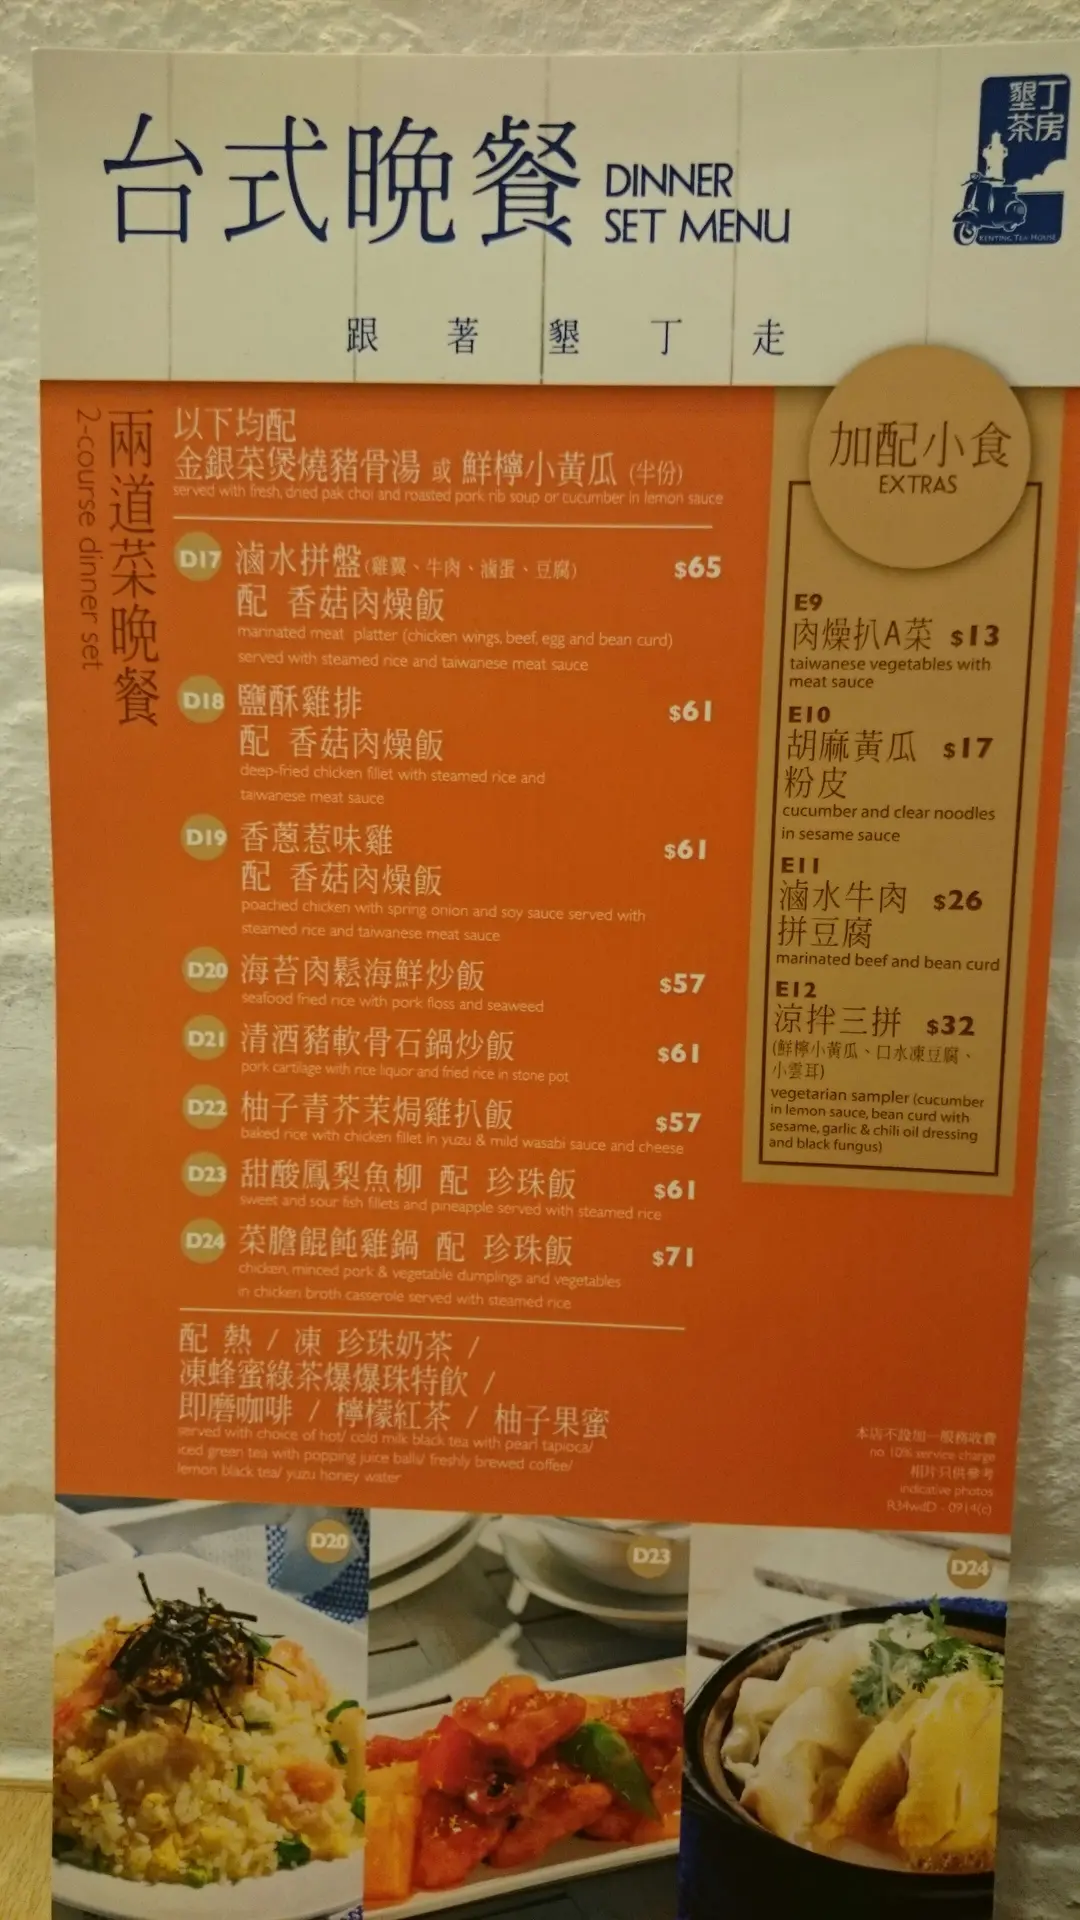 台式晚餐 DINNER SET MENU
墾丁茶房
KENTING TEA HOUSE
跟著墾丁走
兩道菜晚餐
2-course dinner set
以下均配
金銀菜煲燒豬骨湯 或 鮮檸小黃瓜 (半份)
served with fresh, dried pak choi and roasted pork rib soup or cucumber in lemon sauce
D17 滷水拼盤(雞翼、牛肉、滷蛋、豆腐) $65
配 香菇肉燥飯
marinated meat platter (chicken wings, beef, egg and bean curd)
served with steamed rice and taiwanese meat sauce
D18 鹽酥雞排 $61
配 香菇肉燥飯
deep-fried chicken fillet with steamed rice and
taiwanese meat sauce
D19 香蔥惹味雞 $61
配 香菇肉燥飯
poached chicken with spring onion and soy sauce served with
steamed rice and taiwanese meat sauce
D20 海苔肉鬆海鮮炒飯 $57
seafood fried rice with pork floss and seaweed
D21 清酒豬軟骨石鍋炒飯 $61
pork cartilage with rice liquor and fried rice in stone pot
D22 柚子青芥茉焗雞扒飯 $57
baked rice with chicken fillet in yuzu & mild wasabi sauce and cheese
D23 甜酸鳳梨魚柳 配 珍珠飯 $61
sweet and sour fish fillets and pineapple served with steamed rice
D24 菜膽餛飩雞鍋 配 珍珠飯 $71
chicken, minced pork & vegetable dumplings and vegetables
in chicken broth casserole served with steamed rice
配 熱 / 凍 珍珠奶茶 /
凍蜂蜜綠茶爆爆珠特飲 /
即磨咖啡 / 檸檬紅茶 / 柚子果蜜
served with choice of hot/ cold milk black tea with pearl tapioca/
iced green tea with popping juice balls/ freshly brewed coffee/
lemon black tea/ yuzu honey water
加配小食
EXTRAS
E9
肉燥扒A菜 $13
taiwanese vegetables with
meat sauce
E10
胡麻黃瓜 $17
粉皮
cucumber and clear noodles
in sesame sauce
E11
滷水牛肉 $26
拼豆腐
marinated beef and bean curd
E12
涼拌三拼 $32
(鮮檸小黃瓜、口水凍豆腐、
小雲耳)
vegetarian sampler (cucumber
in lemon sauce, bean curd with
sesame, garlic & chili oil dressing
and black fungus)
本店不設加一服務收費
no 10% service charge
相片只供參考
indicative photos
R34wdD - 0914(c)
D20
D23
D24